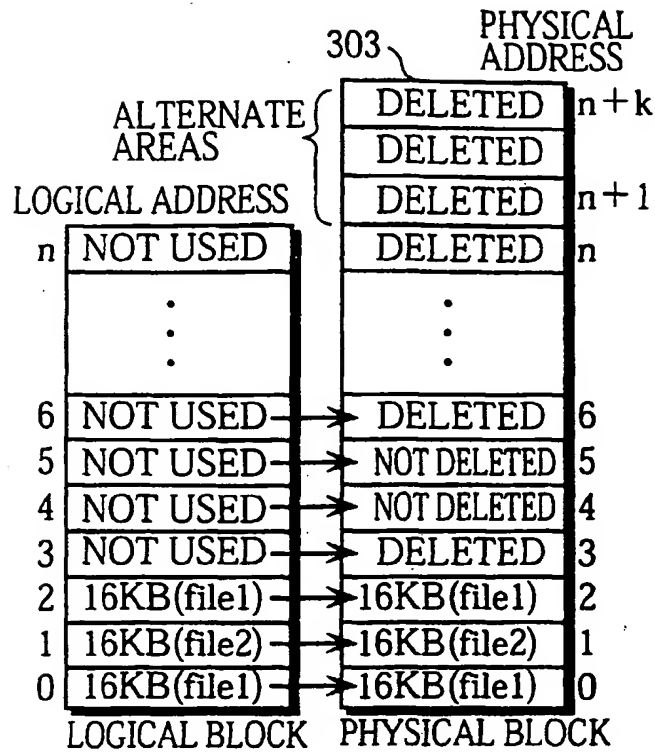 PHYSICAL
ADDRESS
303
ALTERNATE
AREAS
DELETED n+k
DELETED
LOGICAL ADDRESS DELETED n+1
n NOT USED DELETED n
6 NOT USED DELETED 6
5 NOT USED NOT DELETED 5
4 NOT USED NOT DELETED 4
3 NOT USED DELETED 3
2 16KB(file1) 16KB(file1) 2
1 16KB(file2) 16KB(file2) 1
0 16KB(file1) 16KB(file1) 0
LOGICAL BLOCK PHYSICAL BLOCK